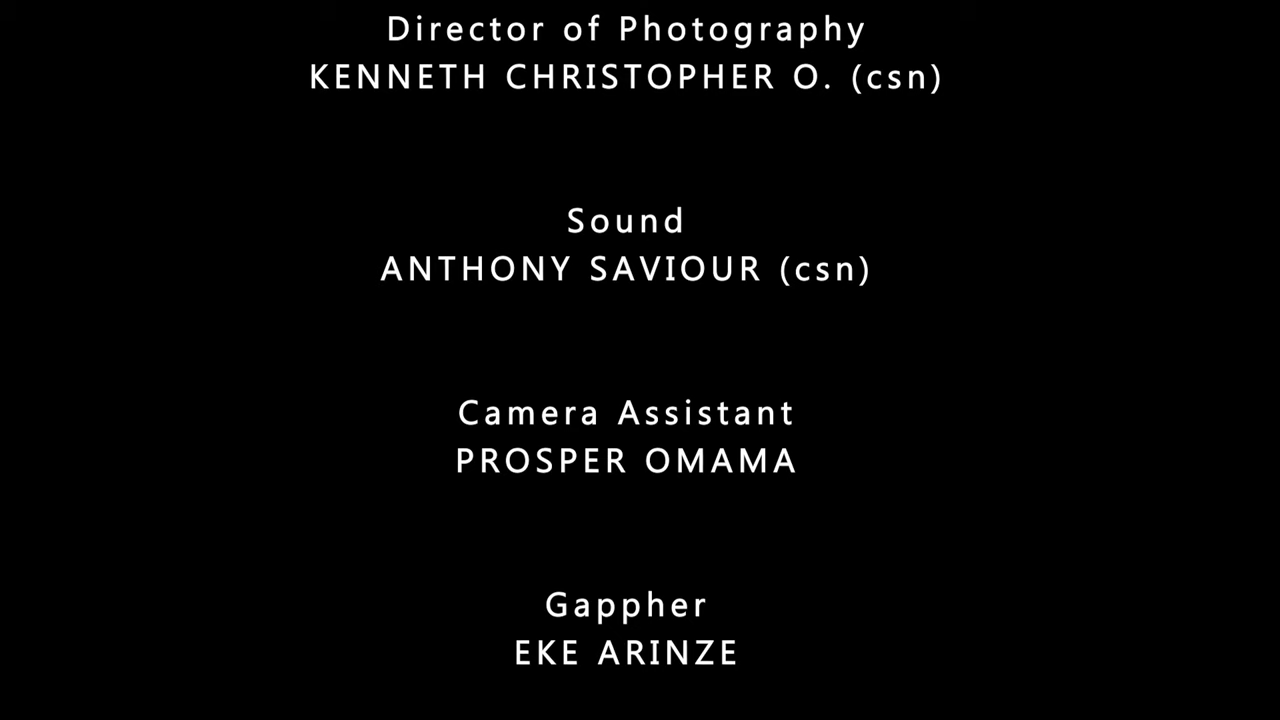 Director of Photography
KENNETH CHRISTOPHER O. (csn)
Sound
ANTHONY SAVIOUR (csn)
Camera Assistant
PROSPER OMAMA
Gappher
EKE ARINZE